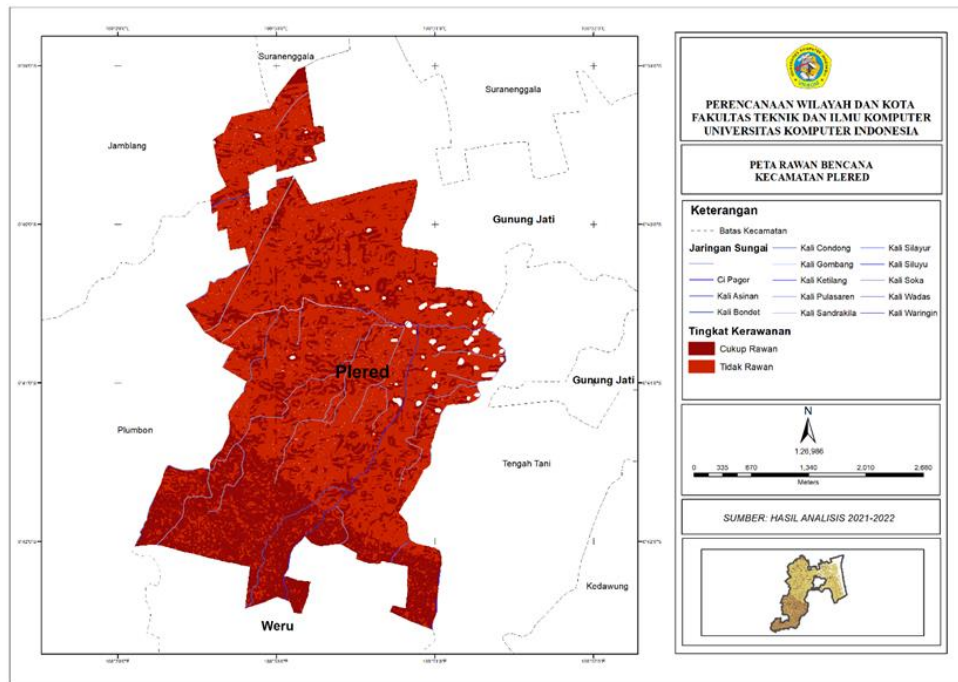 Suranenggala
Suranenggala
Jamblang
Gunung Jati
Plered
Gunung Jati
Plumbon
Tengah Tani
Kedawung
Weru
PERENCANAAN WILAYAH DAN KOTA
FAKULTAS TEKNIK DAN ILMU KOMPUTER
UNIVERSITAS KOMPUTER INDONESIA
PETA RAWAN BENCANA
KECAMATAN PLERED
Keterangan
Batas Kecamatan
Jaringan Sungai
Ci Pager
Kali Asinan
Kali Bondet
Kali Condong
Kali Gombang
Kali Ketilang
Kali Pulasaren
Kali Sandrakila
Kali Silayur
Kali Siluyu
Kali Soka
Kali Wadas
Kali Waringin
Tingkat Kerawanan
Cukup Rawan
Tidak Rawan
N
1:26,986
0 335 670 1,340 2,010 2,680
Meters
SUMBER: HASIL ANALISIS 2021-2022